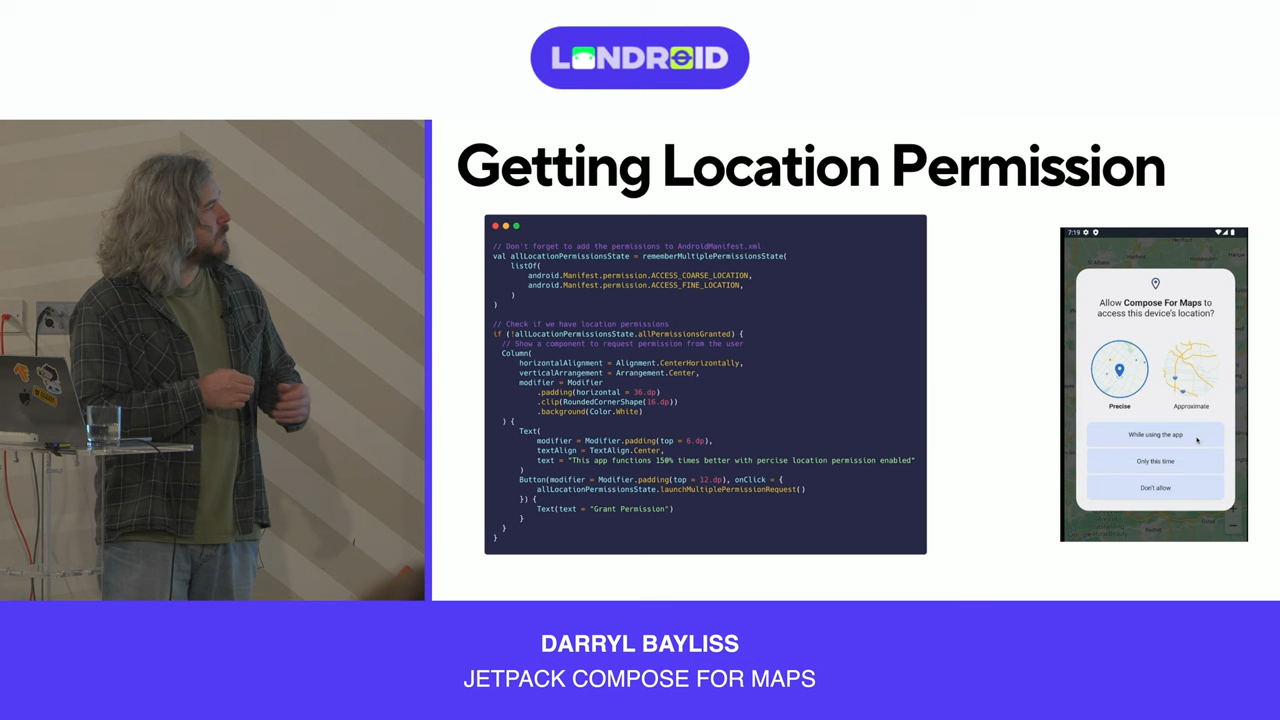 LONDROID
Getting Location Permission
// Don't forget to add the permissions to AndroidManifest.xml
val allLocationPermissionsState = rememberMultiplePermissionsState(
listOf(
android.Manifest.permission.ACCESS_COARSE_LOCATION,
android.Manifest.permission.ACCESS_FINE_LOCATION,
)
)
// Check if we have location permissions
if (!allLocationPermissionsState.allPermissionsGranted) {
// Show a component to request permission from the user
Column(
horizontalAlignment = Alignment.CenterHorizontally,
verticalArrangement = Arrangement.Center,
modifier = Modifier
.padding(horizontal = 36.dp)
.clip(RoundedCornerShape(16.dp))
.background(Color.White)
) {
Text(
modifier = Modifier.padding(top = 6.dp),
textAlign = TextAlign.Center,
text = "This app functions 150% times better with percise location permission enabled"
)
Button(modifier = Modifier.padding(top = 12.dp), onClick = {
allLocationPermissionsState.launchMultiplePermissionRequest()
}) {
Text(text = "Grant Permission")
}
}
}
7:19
Allow Compose For Maps to
access this device's location?
Precise
Approximate
While using the app
Only this time
Don't allow
DARRYL BAYLISS
JETPACK COMPOSE FOR MAPS